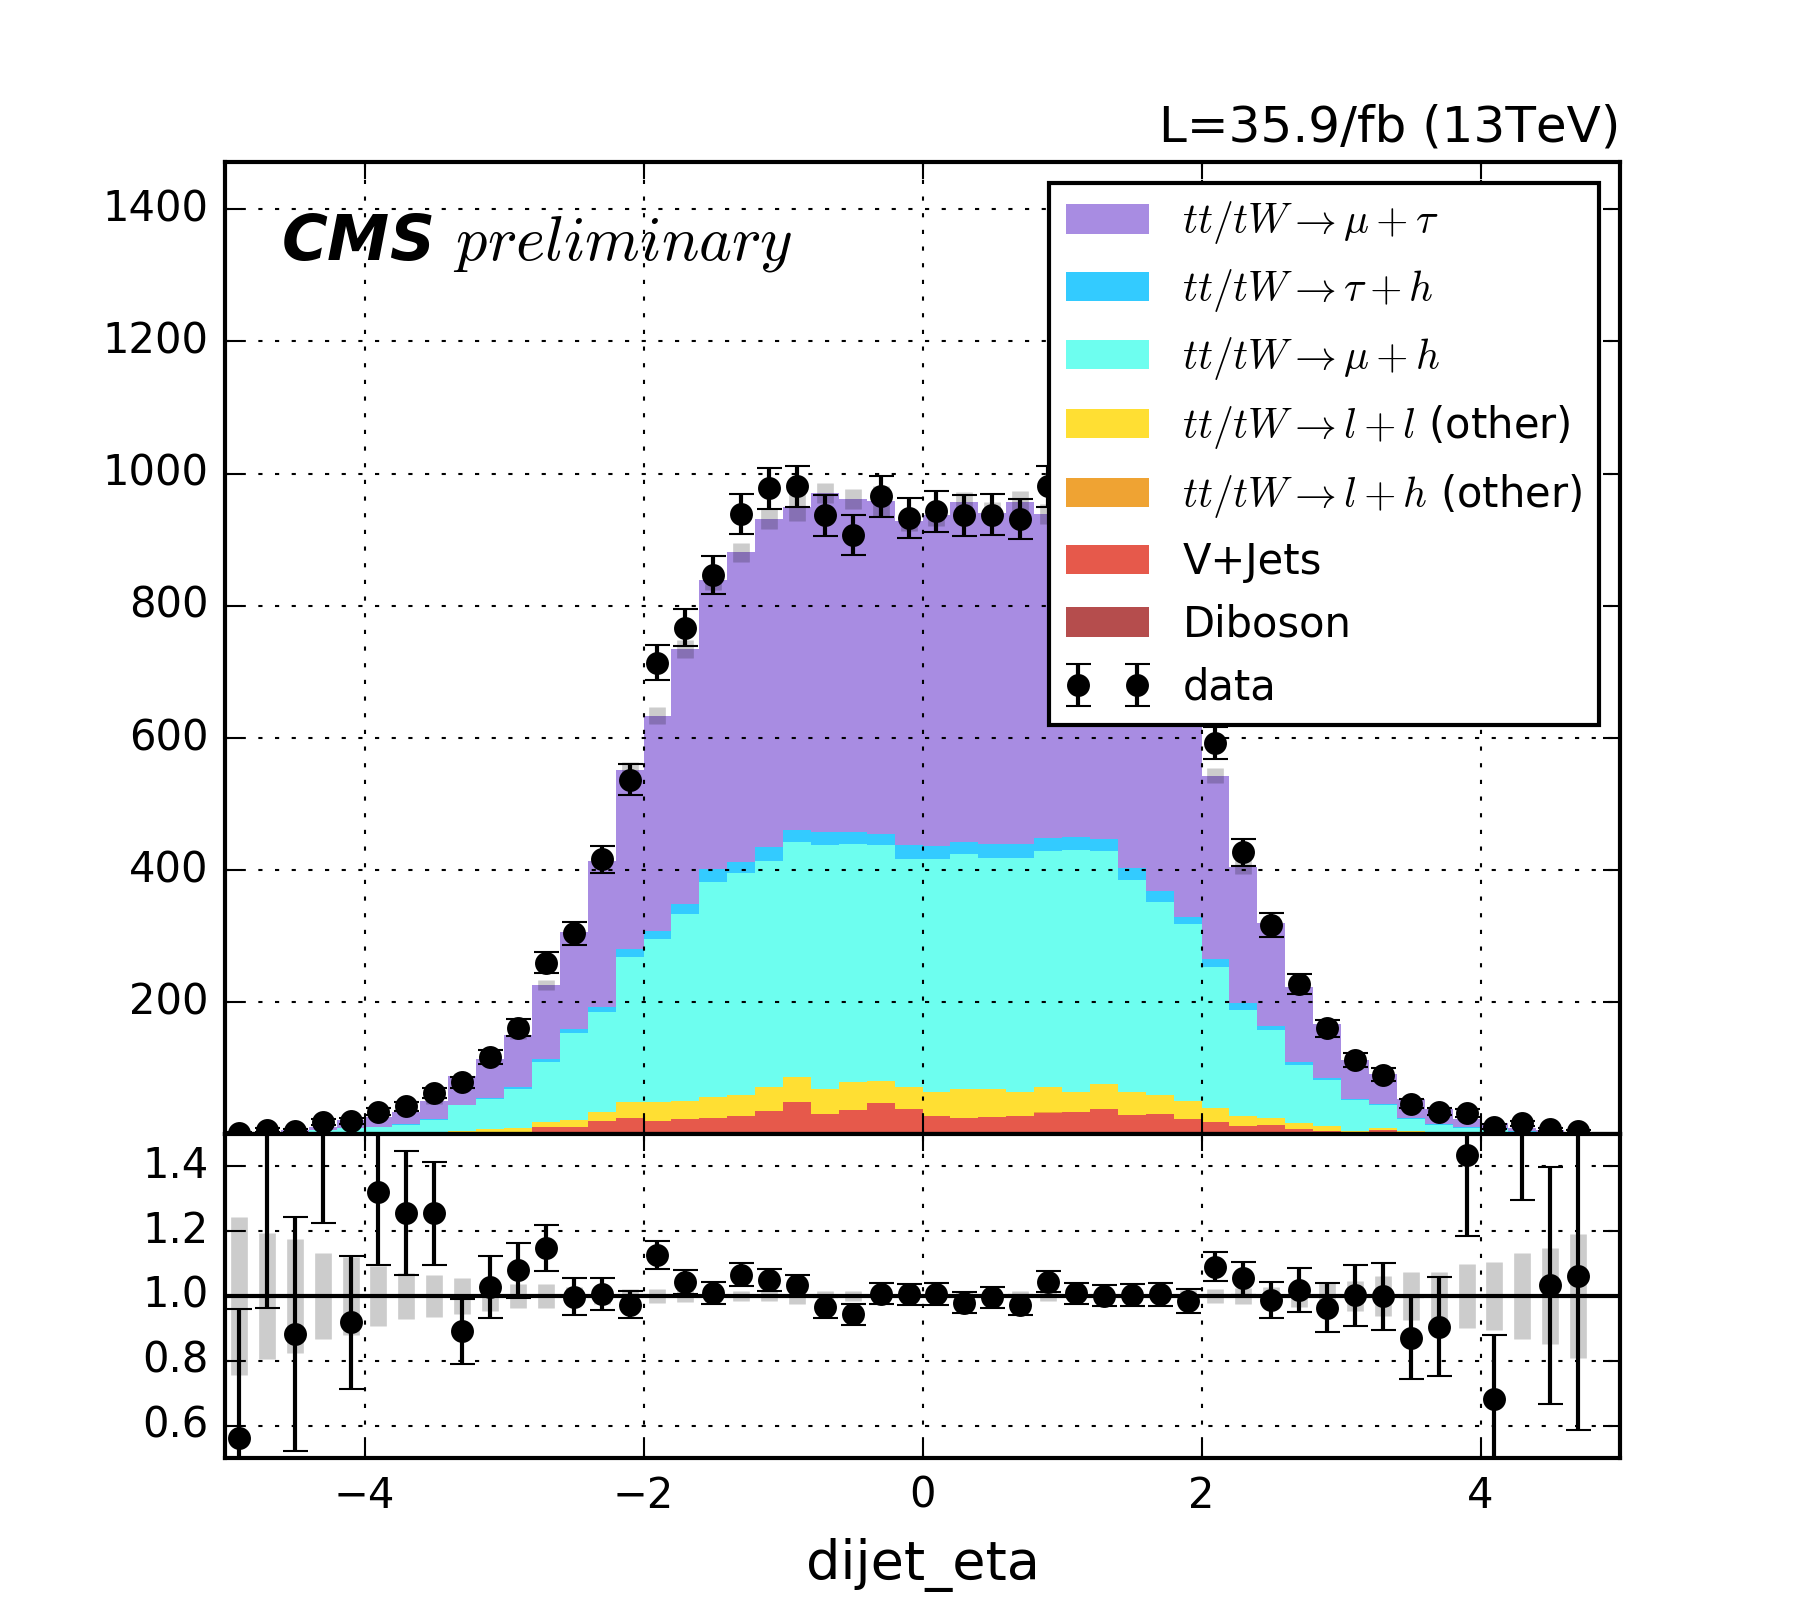 L=35.9/fb (13TeV)
CMS preliminary
1400
1200
1000
800
600
400
200
tt/tW→μ+τ
tt/tW→τ+h
tt/tW→μ+h
tt/tW→l+l (other)
tt/tW→l+h (other)
V+Jets
Diboson
data
1.4
1.2
1.0
0.8
0.6
−4 −2 0 2 4
dijet_eta